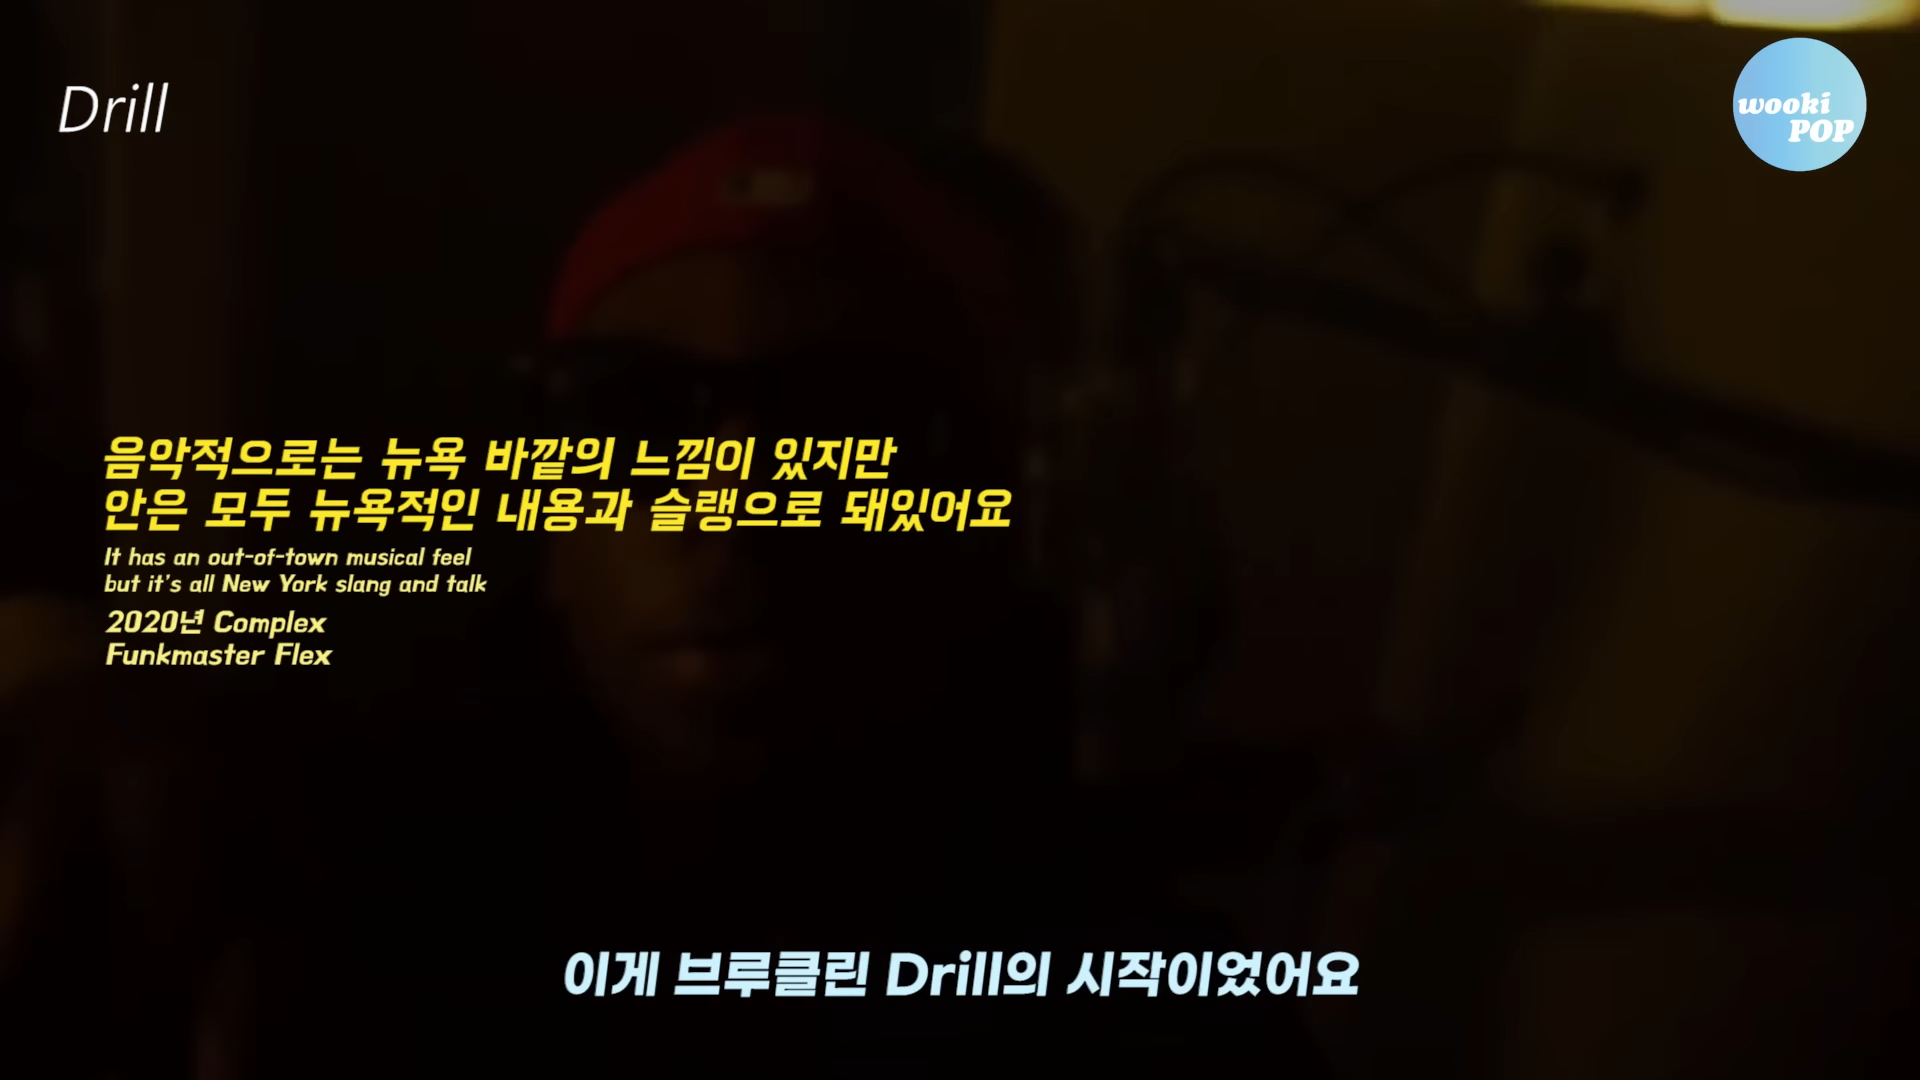 Drill
wooki
POP
음악적으로는 뉴욕 바깥의 느낌이 있지만
안은 모두 뉴욕적인 내용과 슬랭으로 돼있어요
It has an out-of-town musical feel
but it's all New York slang and talk
2020년 Complex
Funkmaster Flex
이게 브루클린 Drill의 시작이었어요